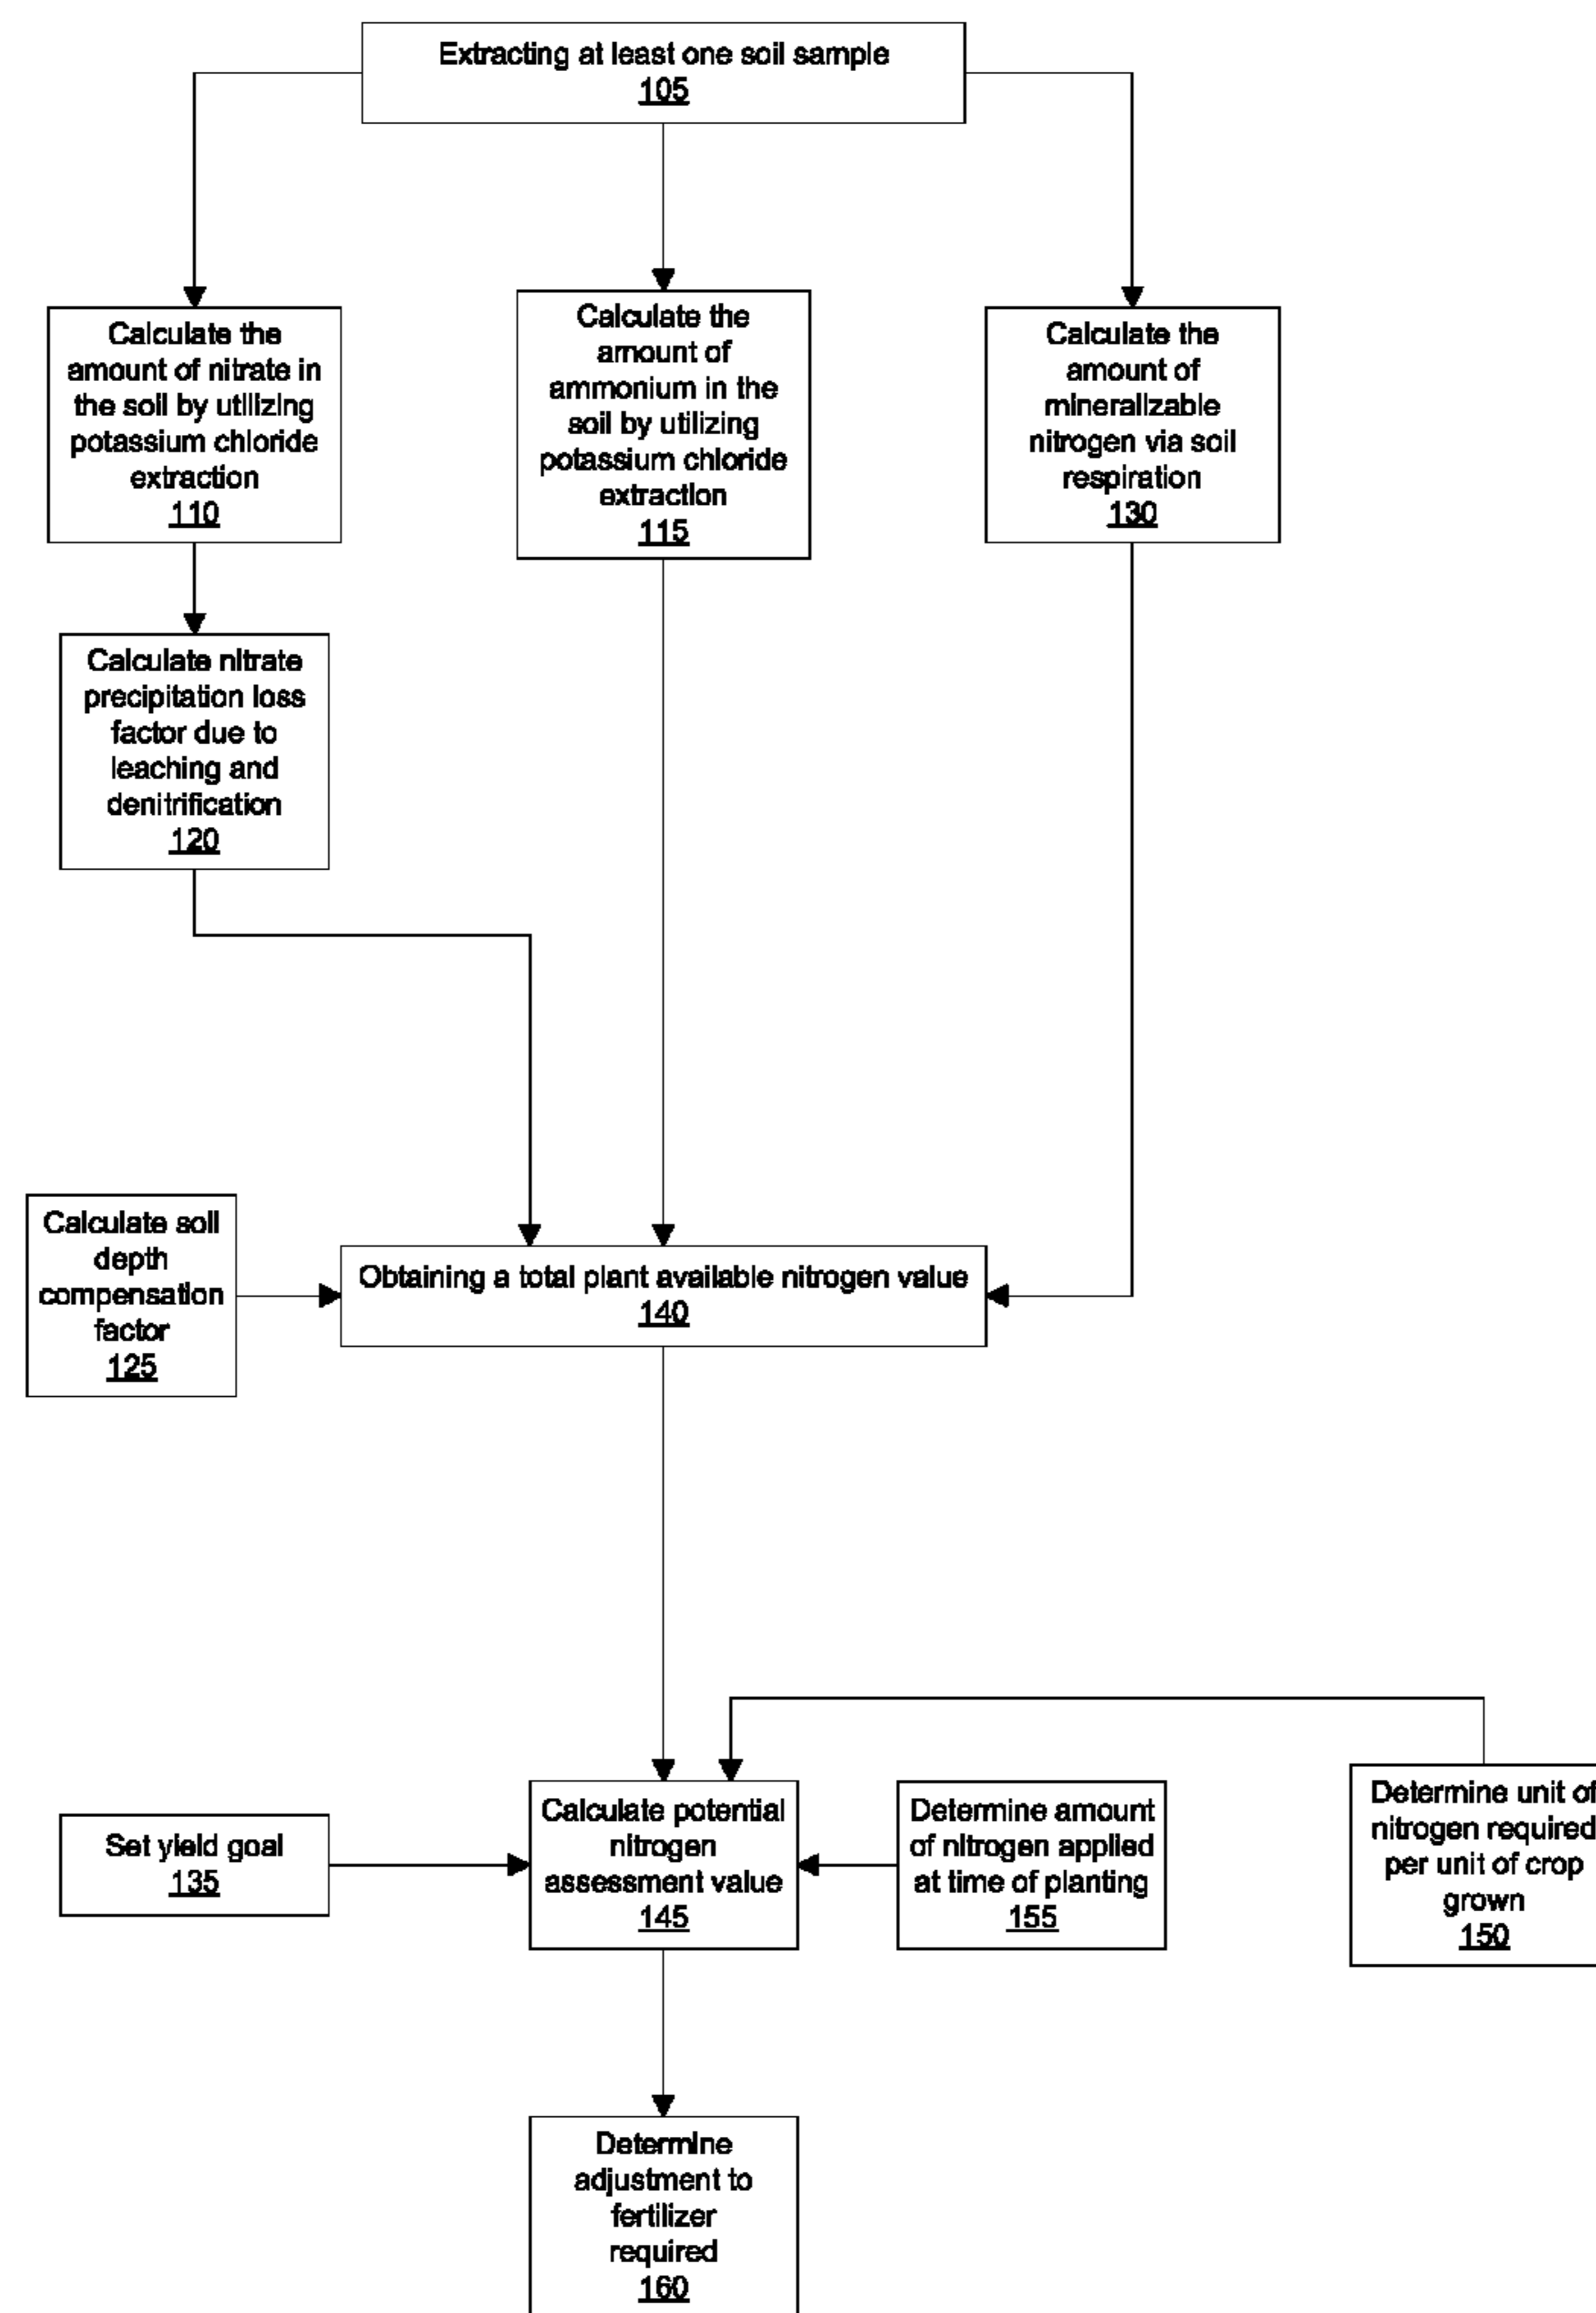 Extracting at least one soil sample
105
Calculate the
amount of nitrate in
the soil by utilizing
potassium chloride
extraction
110
Calculate the
amount of
ammonium in the
soil by utilizing
potassium chloride
extraction
115
Calculate the
amount of
mineralizable
nitrogen via soil
respiration
130
Calculate nitrate
precipitation loss
factor due to
leaching and
denitrification
120
Calculate soil
depth
compensation
factor
125
Obtaining a total plant available nitrogen value
140
Set yield goal
135
Calculate potential
nitrogen
assessment value
145
Determine amount
of nitrogen applied
at time of planting
155
Determine unit of
nitrogen required
per unit of crop
grown
150
Determine
adjustment to
fertilizer
required
160